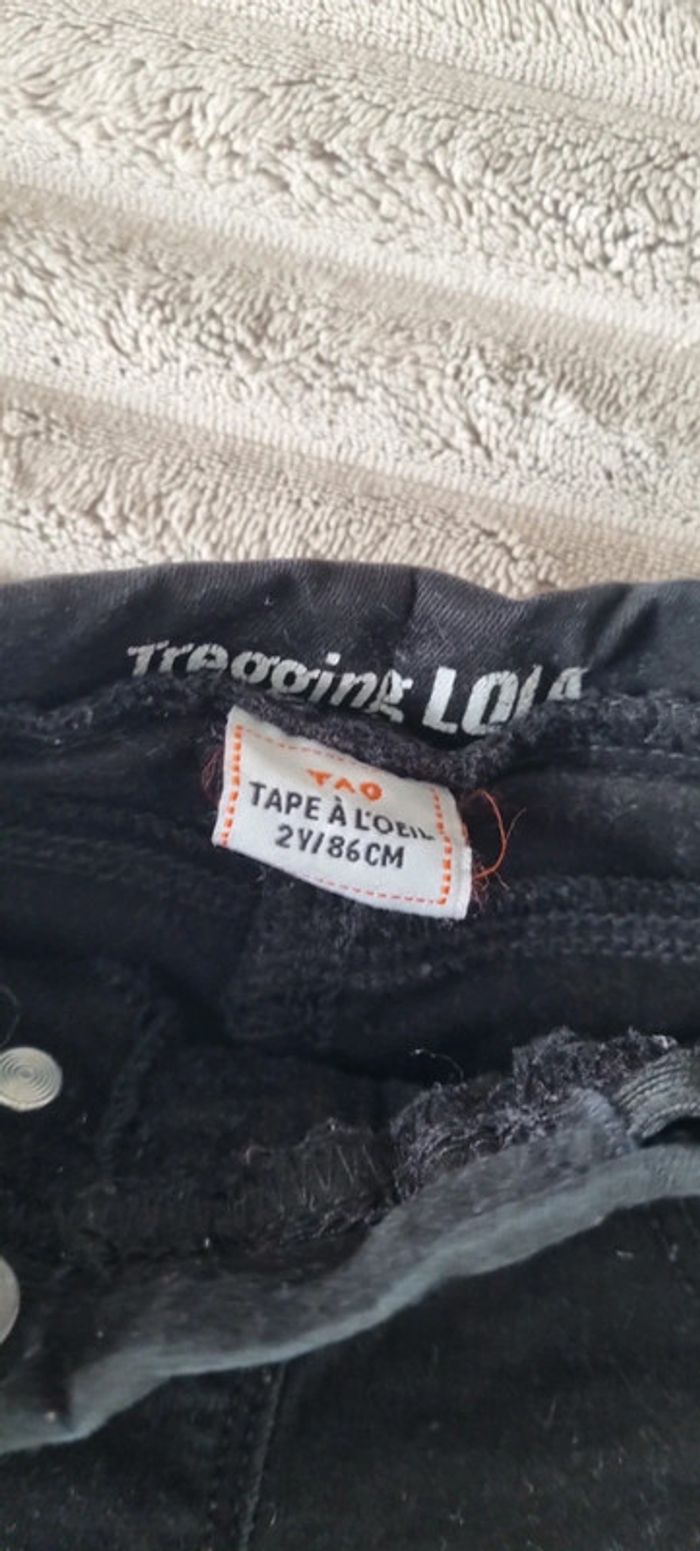 Tregging LOLA
TAO
TAPE À L'OEIL
2Y/86CM